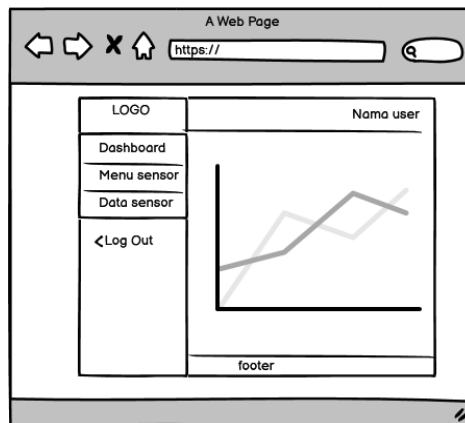 A Web Page
https://
LOGO
Nama user
Dashboard
Menu sensor
Data sensor
Log Out
footer